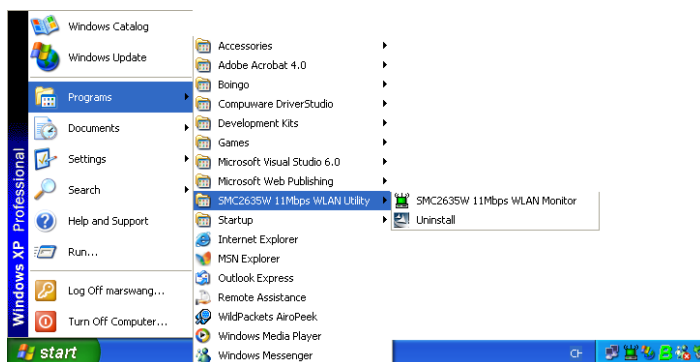 Windows Catalog
Windows Update
Programs
Documents
Settings
Search
Help and Support
Run...
Log Off marswang...
Turn Off Computer...
Windows XP Professional
Accessories
Adobe Acrobat 4.0
Boingo
Compuware DriverStudio
Development Kits
Games
Microsoft Visual Studio 6.0
Microsoft Web Publishing
SMC2635W 11Mbps WLAN Utility
Startup
Internet Explorer
MSN Explorer
Outlook Express
Remote Assistance
WildPackets AiroPeek
Windows Media Player
Windows Messenger
SMC2635W 11Mbps WLAN Monitor
Uninstall
start
CH